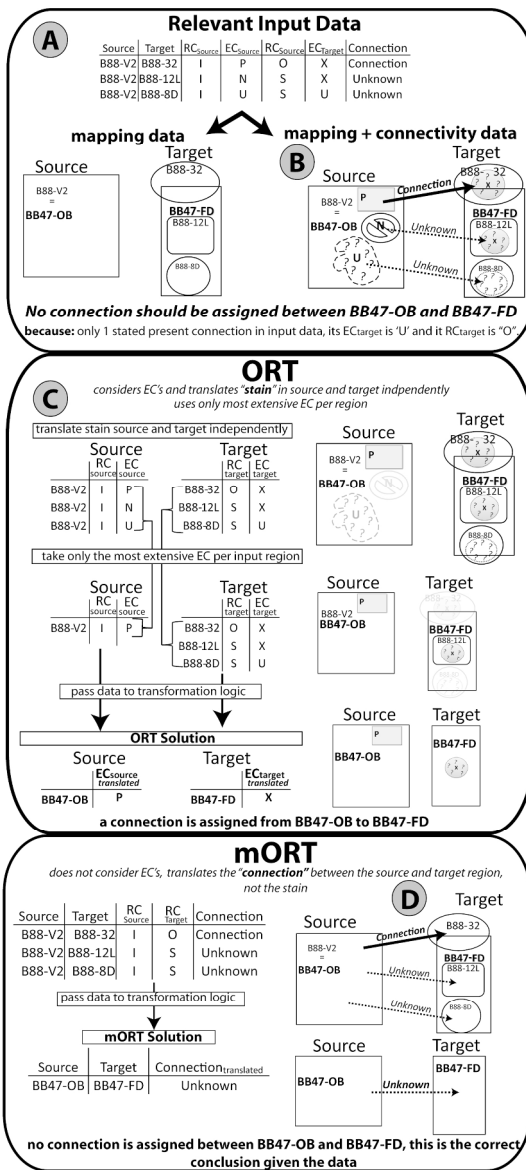 A
Relevant Input Data
Source Target RCSource ECSource RCSource ECTarget Connection
B88-V2 B88-32 I P O X Connection
B88-V2 B88-12L I N S X Unknown
B88-V2 B88-8D I U S U Unknown
mapping data
mapping + connectivity data
Source
Target
B88-32
B88-V2
=
BB47-OB
BB47-FD
B88-12L
B88-8D
B
Source
Target
B88- 32
? ? X ? ?
P
Connection
B88-V2
=
BB47-OB
N
Unknown
BB47-FD
B88-12L
? ? X ? ?
? ? U ? ?
Unknown
B88-8D
? ? ? ?
No connection should be assigned between BB47-OB and BB47-FD
because: only 1 stated present connection in input data, its ECtarget is 'U' and it RCtarget is "O".
ORT
C
considers EC's and translates "stain" in source and target independently
uses only most extensive EC per region
translate stain source and target independently
Source
Target
RC source EC source
RC target EC target
B88-V2 I P
B88-V2 I N
B88-V2 I U
B88-32 O X
B88-12L S X
B88-8D S U
Source
Target
B88-V2
=
BB47-OB
P
N
? ? U ? ?
B88- 32
? ? X ? ?
BB47-FD
B88-12L
? ? X ? ?
B88-8D
? ? ? ?
take only the most extensive EC per input region
Source
Target
RC source EC source
RC target EC target
B88-V2 I P
B88-32 O X
B88-12L S X
B88-8D S U
Source
Target
B88-V2
BB47-OB
P
BB47-FD
B88-12L
? X ?
pass data to transformation logic
ORT Solution
Source
Target
ECsource translated
ECtarget translated
BB47-OB P
BB47-FD X
Source
Target
BB47-OB
P
BB47-FD
? X ?
a connection is assigned from BB47-OB to BB47-FD
mORT
does not consider EC's, translates the "connection" between the source and target region,
not the stain
D
Source Target RC Source RC Target Connection
B88-V2 B88-32 I O Connection
B88-V2 B88-12L I S Unknown
B88-V2 B88-8D I S Unknown
Source
Target
B88-32
Connection
B88-V2
=
BB47-OB
Unknown
BB47-FD
B88-12L
Unknown
B88-8D
pass data to transformation logic
mORT Solution
Source Target Connectiontranslated
BB47-OB BB47-FD Unknown
Source
Target
BB47-OB
Unknown
BB47-FD
no connection is assigned between BB47-OB and BB47-FD, this is the correct
conclusion given the data